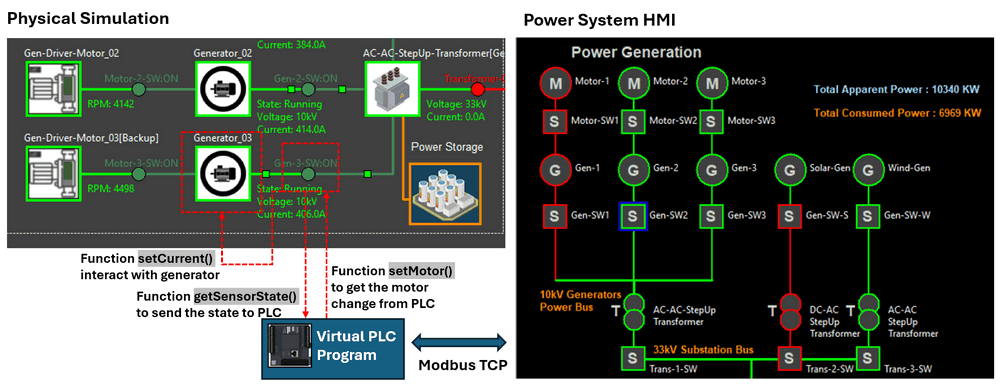 Physical Simulation
Power System HMI
Current: 384.0A
Gen-Driver-Motor_02
Generator_02
AC-AC-StepUp-Transformer[Ge
Motor-2-SW:ON
Gen-2-SW:ON
Transformer
RPM: 4142
State: Running
Voltage: 10kV
Current: 414.0A
Voltage: 33kV
Current: 0.0A
Gen-Driver-Motor_03[Backup]
Generator_03
Power Storage
Motor-3-SW:ON
Gen-3-SW:ON
RPM: 4498
State: Running
Voltage: 10kV
Current: 406.0A
Function setCurrent()
interact with generator
Function getSensorState()
to send the state to PLC
Function setMotor()
to get the motor
change from PLC
Virtual PLC
Program
Modbus TCP
Power Generation
M
Motor-1
M
Motor-2
M
Motor-3
Total Apparent Power : 10340 KW
Total Consumed Power : 6969 KW
S
Motor-SW1
S
Motor-SW2
S
Motor-SW3
G
Gen-1
G
Gen-2
G
Gen-3
G
Solar-Gen
G
Wind-Gen
S
Gen-SW1
S
Gen-SW2
S
Gen-SW3
S
Gen-SW-S
S
Gen-SW-W
10kV Generators
Power Bus
T
AC-AC-StepUp
Transformer
T
DC-AC
StepUp
Transformer
T
AC-AC
StepUp
Transformer
33kV Substation Bus
S
Trans-1-SW
S
Trans-2-SW
S
Trans-3-SW